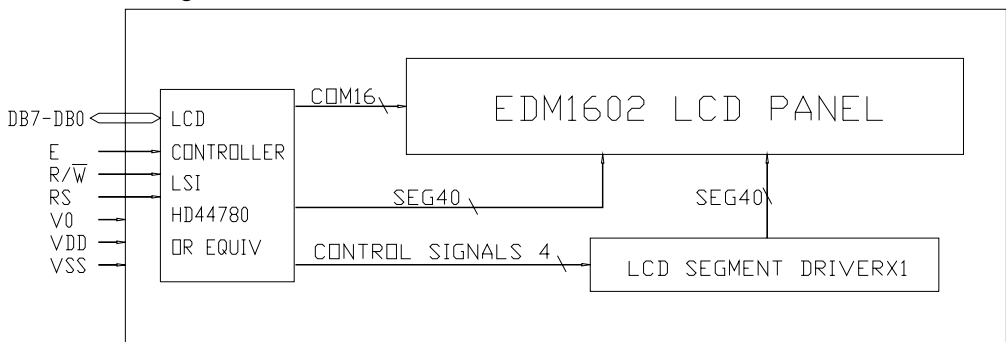 COM16
EDM1602 LCD PANEL
DB7-DB0
LCD
E
CONTROLLER
R/W̅
LSI
RS
SEG40
SEG40
V0
HD44780
VDD
OR EQUIV
CONTROL SIGNALS 4
VSS
LCD SEGMENT DRIVERX1